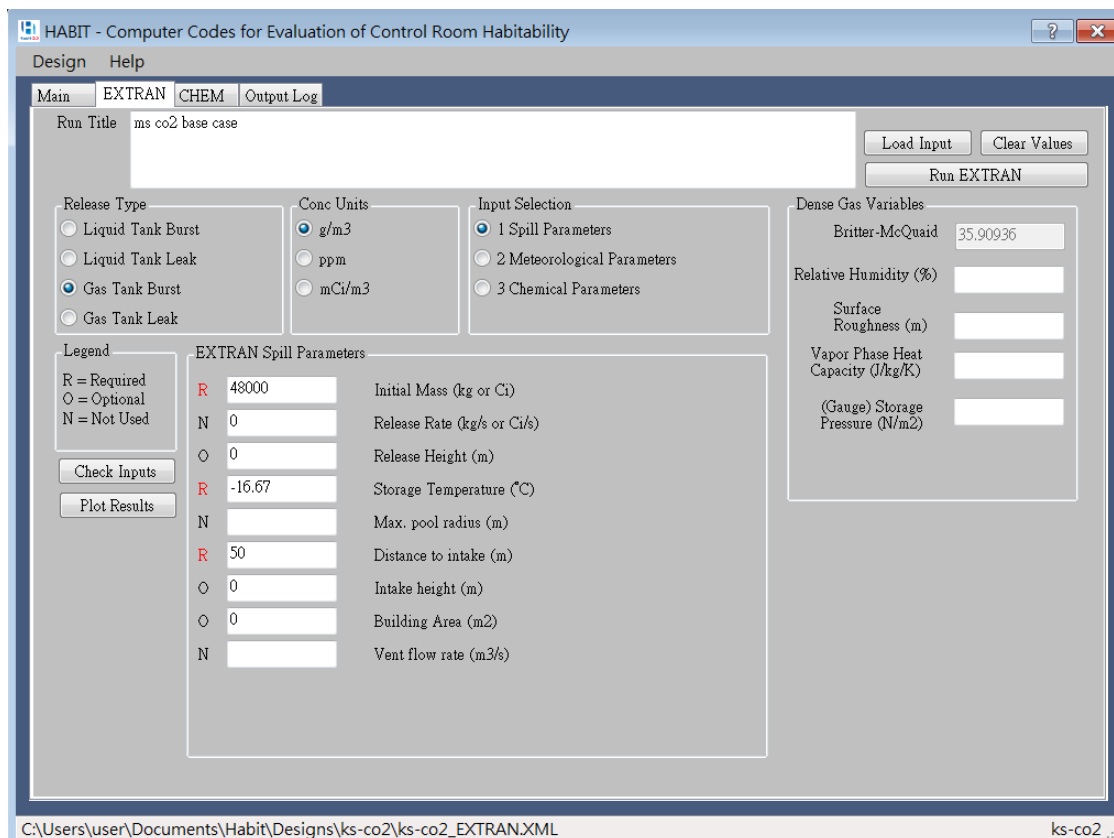 HABIT - Computer Codes for Evaluation of Control Room Habitability
Design Help
Main EXTRAN CHEM Output Log
Run Title ms co2 base case
Load Input Clear Values
Run EXTRAN
Release Type
Liquid Tank Burst
Liquid Tank Leak
Gas Tank Burst
Gas Tank Leak
Conc Units
g/m3
ppm
mCi/m3
Input Selection
1 Spill Parameters
2 Meteorological Parameters
3 Chemical Parameters
Dense Gas Variables
Britter-McQuaid 35.90936
Relative Humidity (%)
Surface
Roughness (m)
Vapor Phase Heat
Capacity (J/kg/K)
(Gauge) Storage
Pressure (N/m2)
Legend
R = Required
O = Optional
N = Not Used
Check Inputs
Plot Results
EXTRAN Spill Parameters
R 48000 Initial Mass (kg or Ci)
N 0 Release Rate (kg/s or Ci/s)
O 0 Release Height (m)
R -16.67 Storage Temperature (°C)
N Max. pool radius (m)
R 50 Distance to intake (m)
O 0 Intake height (m)
O 0 Building Area (m2)
N Vent flow rate (m3/s)
C:\Users\user\Documents\Habit\Designs\ks-co2\ks-co2_EXTRAN.XML ks-co2